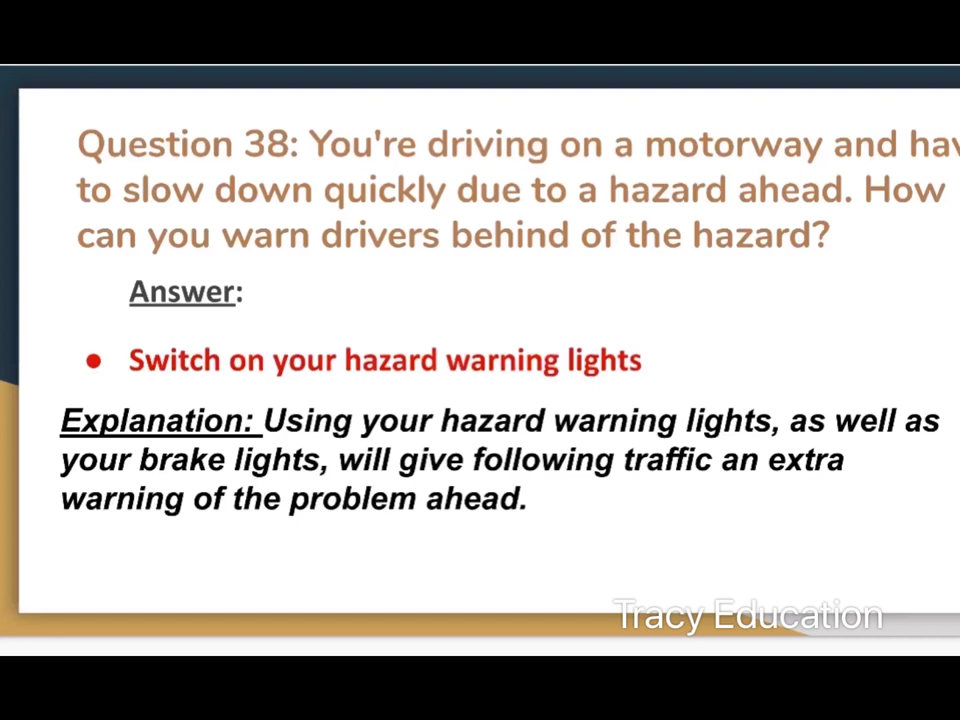 Question 38: You're driving on a motorway and hav
to slow down quickly due to a hazard ahead. How
can you warn drivers behind of the hazard?
Answer:
● Switch on your hazard warning lights
Explanation: Using your hazard warning lights, as well as
your brake lights, will give following traffic an extra
warning of the problem ahead.
Tracy Education